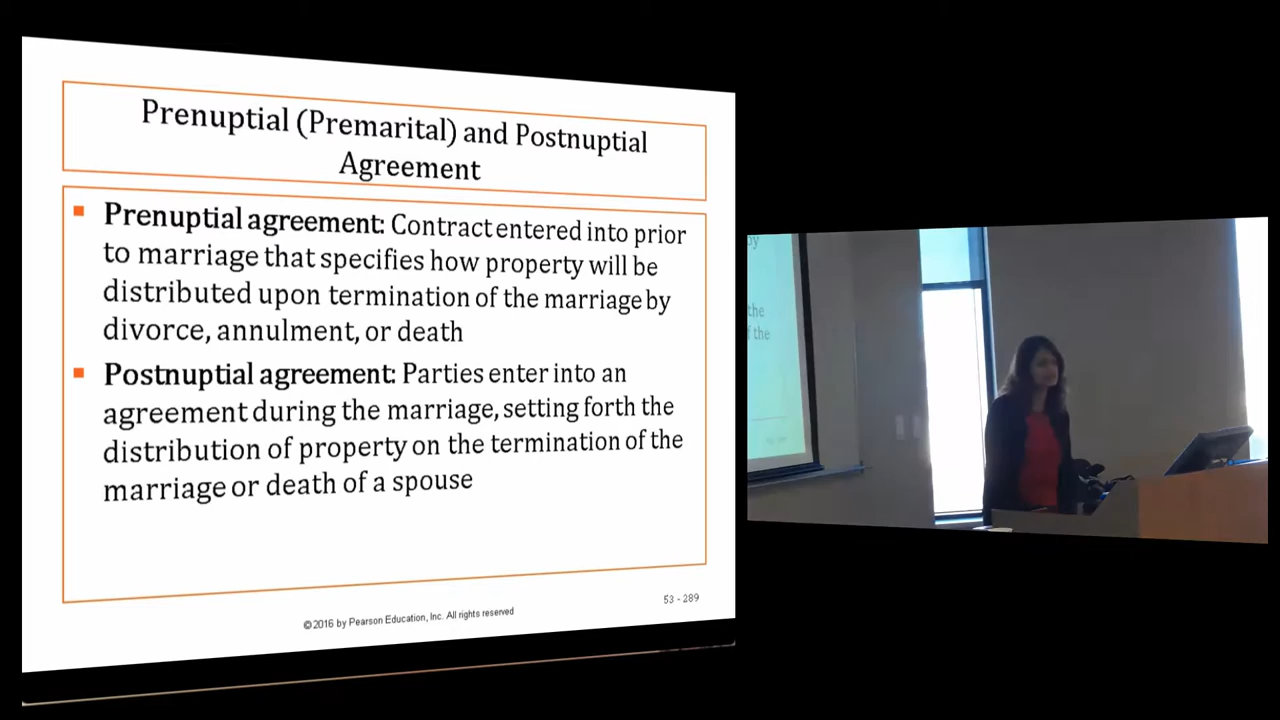 Prenuptial (Premarital) and Postnuptial
Agreement
Prenuptial agreement: Contract entered into prior
to marriage that specifies how property will be
distributed upon termination of the marriage by
divorce, annulment, or death
Postnuptial agreement: Parties enter into an
agreement during the marriage, setting forth the
distribution of property on the termination of the
marriage or death of a spouse
53 - 289
© 2016 by Pearson Education, Inc. All rights reserved
by
the
f the